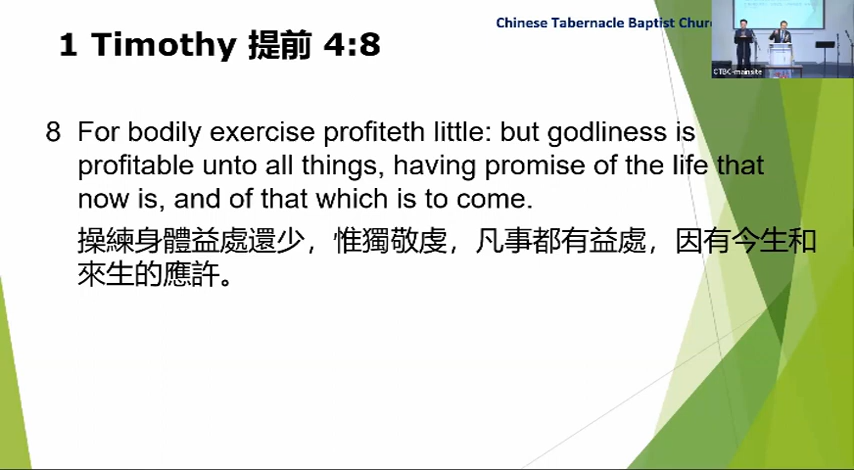 Chinese Tabernacle Baptist
1 Timothy 提前 4:8
CTBC-mainsite
8 For bodily exercise profiteth little: but godliness is
profitable unto all things, having promise of the life that
now is, and of that which is to come.
操練身體益處還少，惟獨敬虔，凡事都有益處，因有今生和
來生的應許。